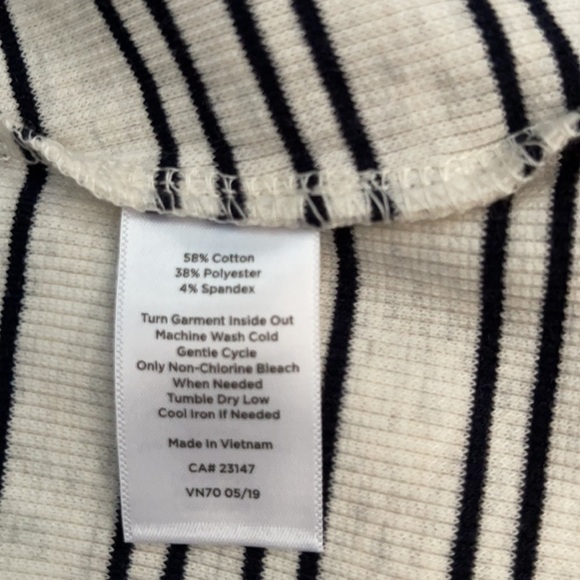 58% Cotton
38% Polyester
4% Spandex
Turn Garment Inside Out
Machine Wash Cold
Gentle Cycle
Only Non-Chlorine Bleach
When Needed
Tumble Dry Low
Cool Iron If Needed
Made In Vietnam
CA# 23147
VN70 05/19